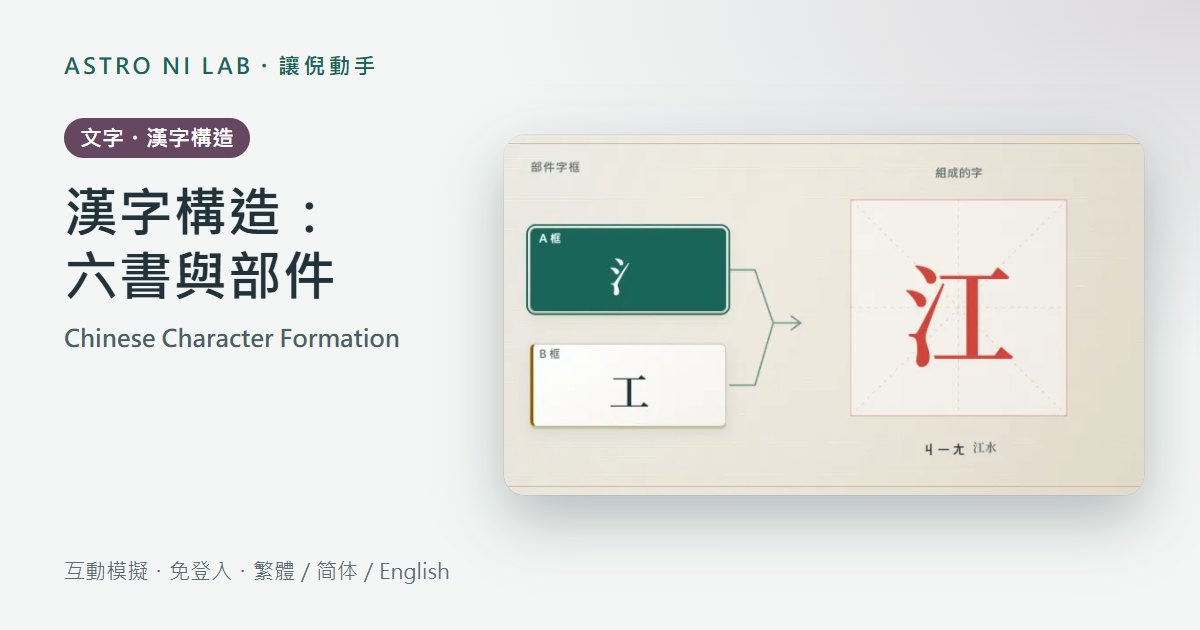 ASTRO NI LAB · 讓倪動手
文字 · 漢字構造
漢字構造：
六書與部件
Chinese Character Formation
部件字框
A 框
氵
B 框
工
組成的字
江
ㄐㄧㄤ 江水
互動模擬 · 免登入 · 繁體 / 简体 / English